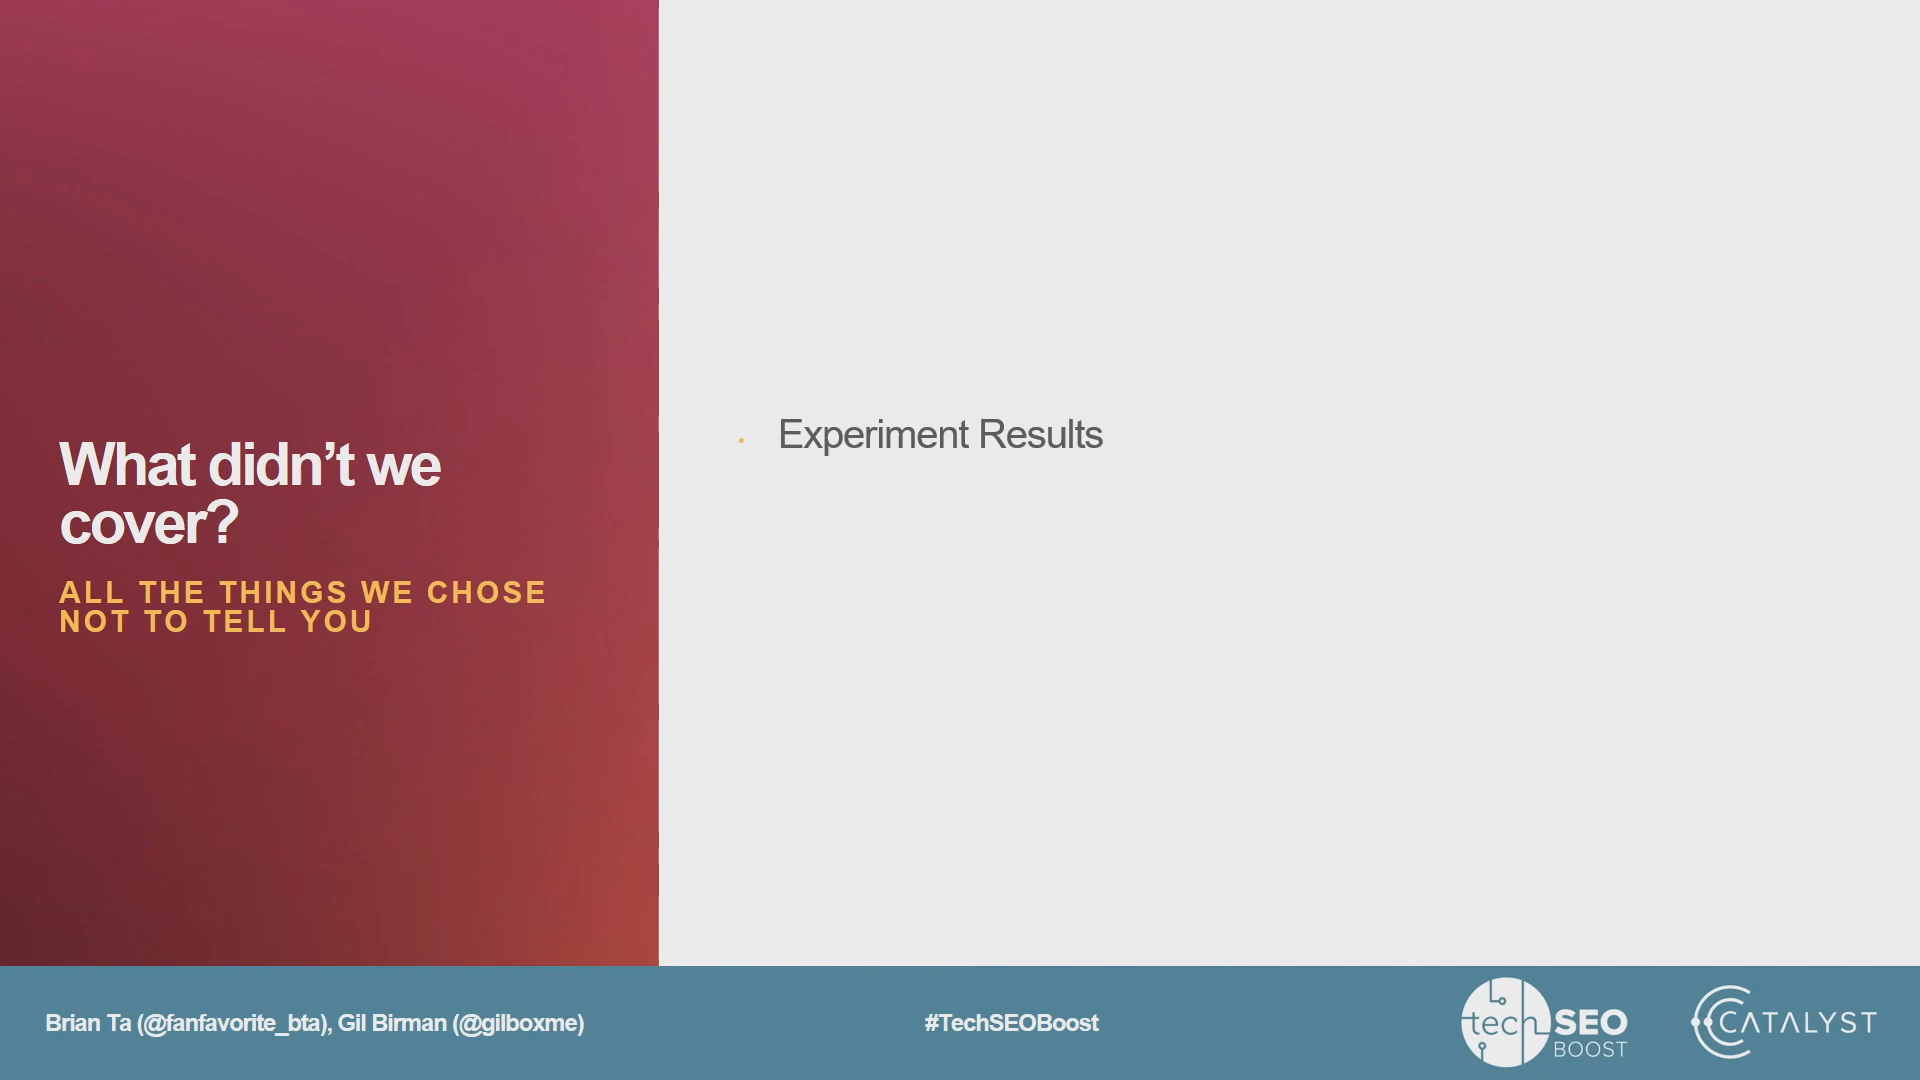 What didn’t we
cover?
ALL THE THINGS WE CHOSE
NOT TO TELL YOU
• Experiment Results
Brian Ta (@fanfavorite_bta), Gil Birman (@gilboxme)
#TechSEOBoost
tech SEO
BOOST
CATALYST